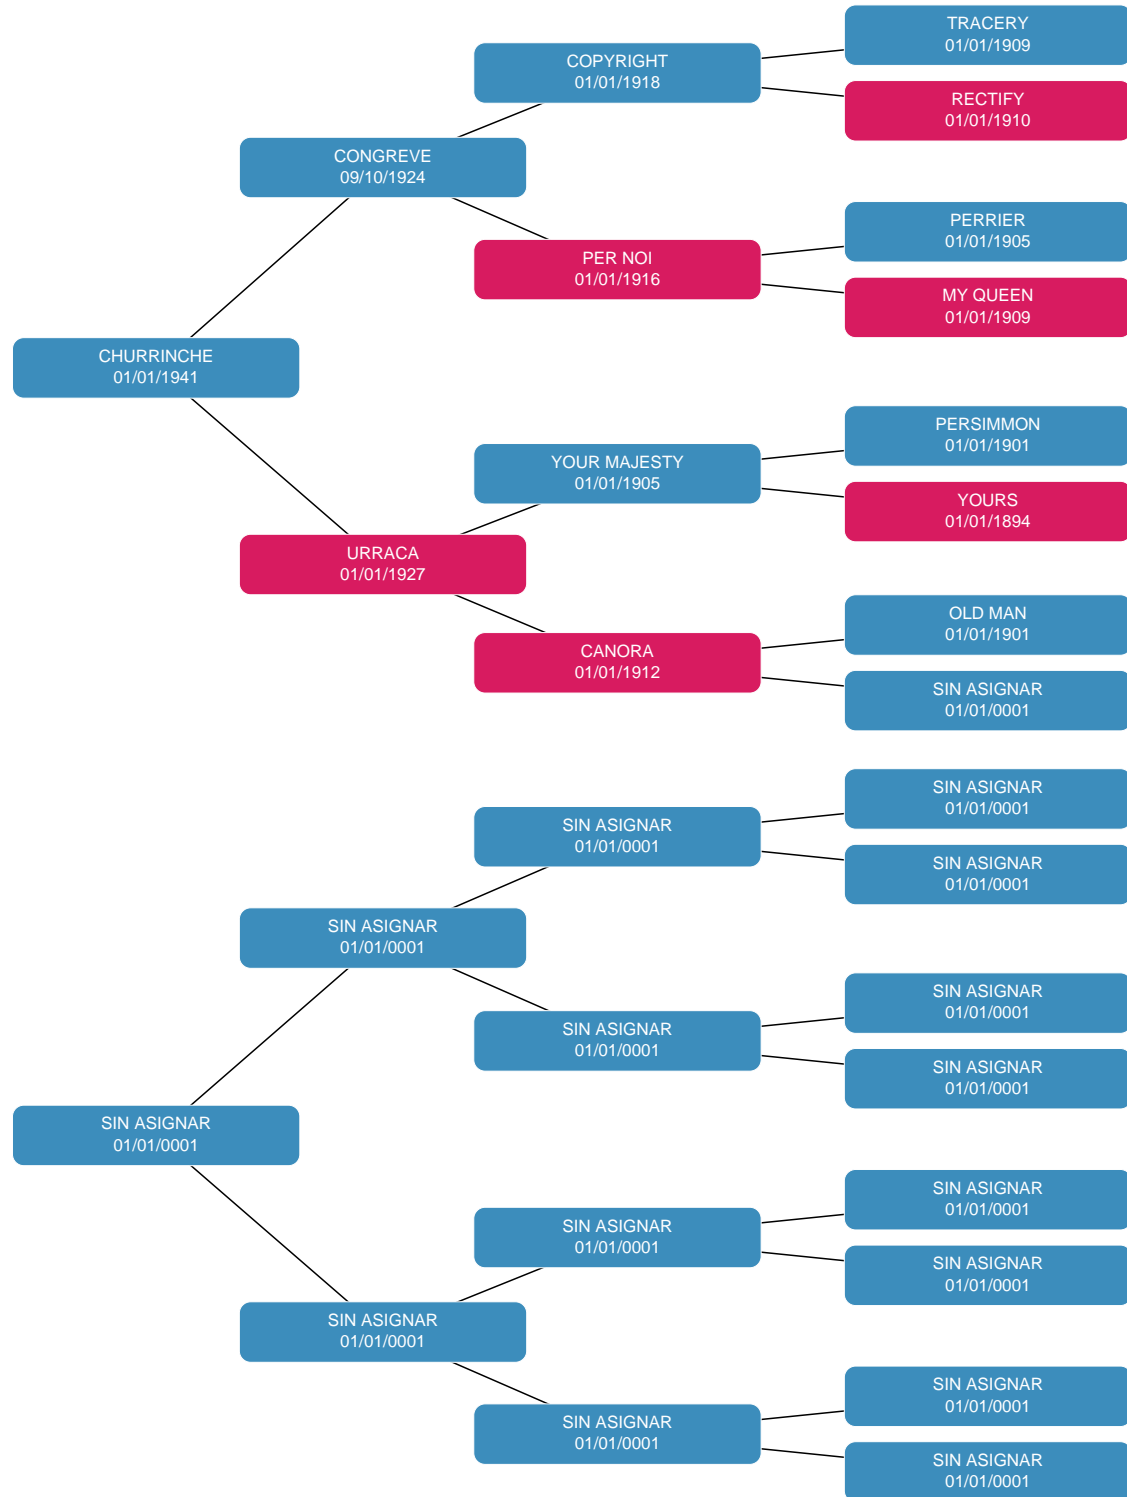 TRACERY
01/01/1909
COPYRIGHT
01/01/1918
RECTIFY
01/01/1910
CONGREVE
09/10/1924
PERRIER
01/01/1905
PER NOI
01/01/1916
MY QUEEN
01/01/1909
CHURRINCHE
01/01/1941
PERSIMMON
01/01/1901
YOUR MAJESTY
01/01/1905
YOURS
01/01/1894
URRACA
01/01/1927
OLD MAN
01/01/1901
CANORA
01/01/1912
SIN ASIGNAR
01/01/0001
SIN ASIGNAR
01/01/0001
SIN ASIGNAR
01/01/0001
SIN ASIGNAR
01/01/0001
SIN ASIGNAR
01/01/0001
SIN ASIGNAR
01/01/0001
SIN ASIGNAR
01/01/0001
SIN ASIGNAR
01/01/0001
SIN ASIGNAR
01/01/0001
SIN ASIGNAR
01/01/0001
SIN ASIGNAR
01/01/0001
SIN ASIGNAR
01/01/0001
SIN ASIGNAR
01/01/0001
SIN ASIGNAR
01/01/0001
SIN ASIGNAR
01/01/0001
SIN ASIGNAR
01/01/0001